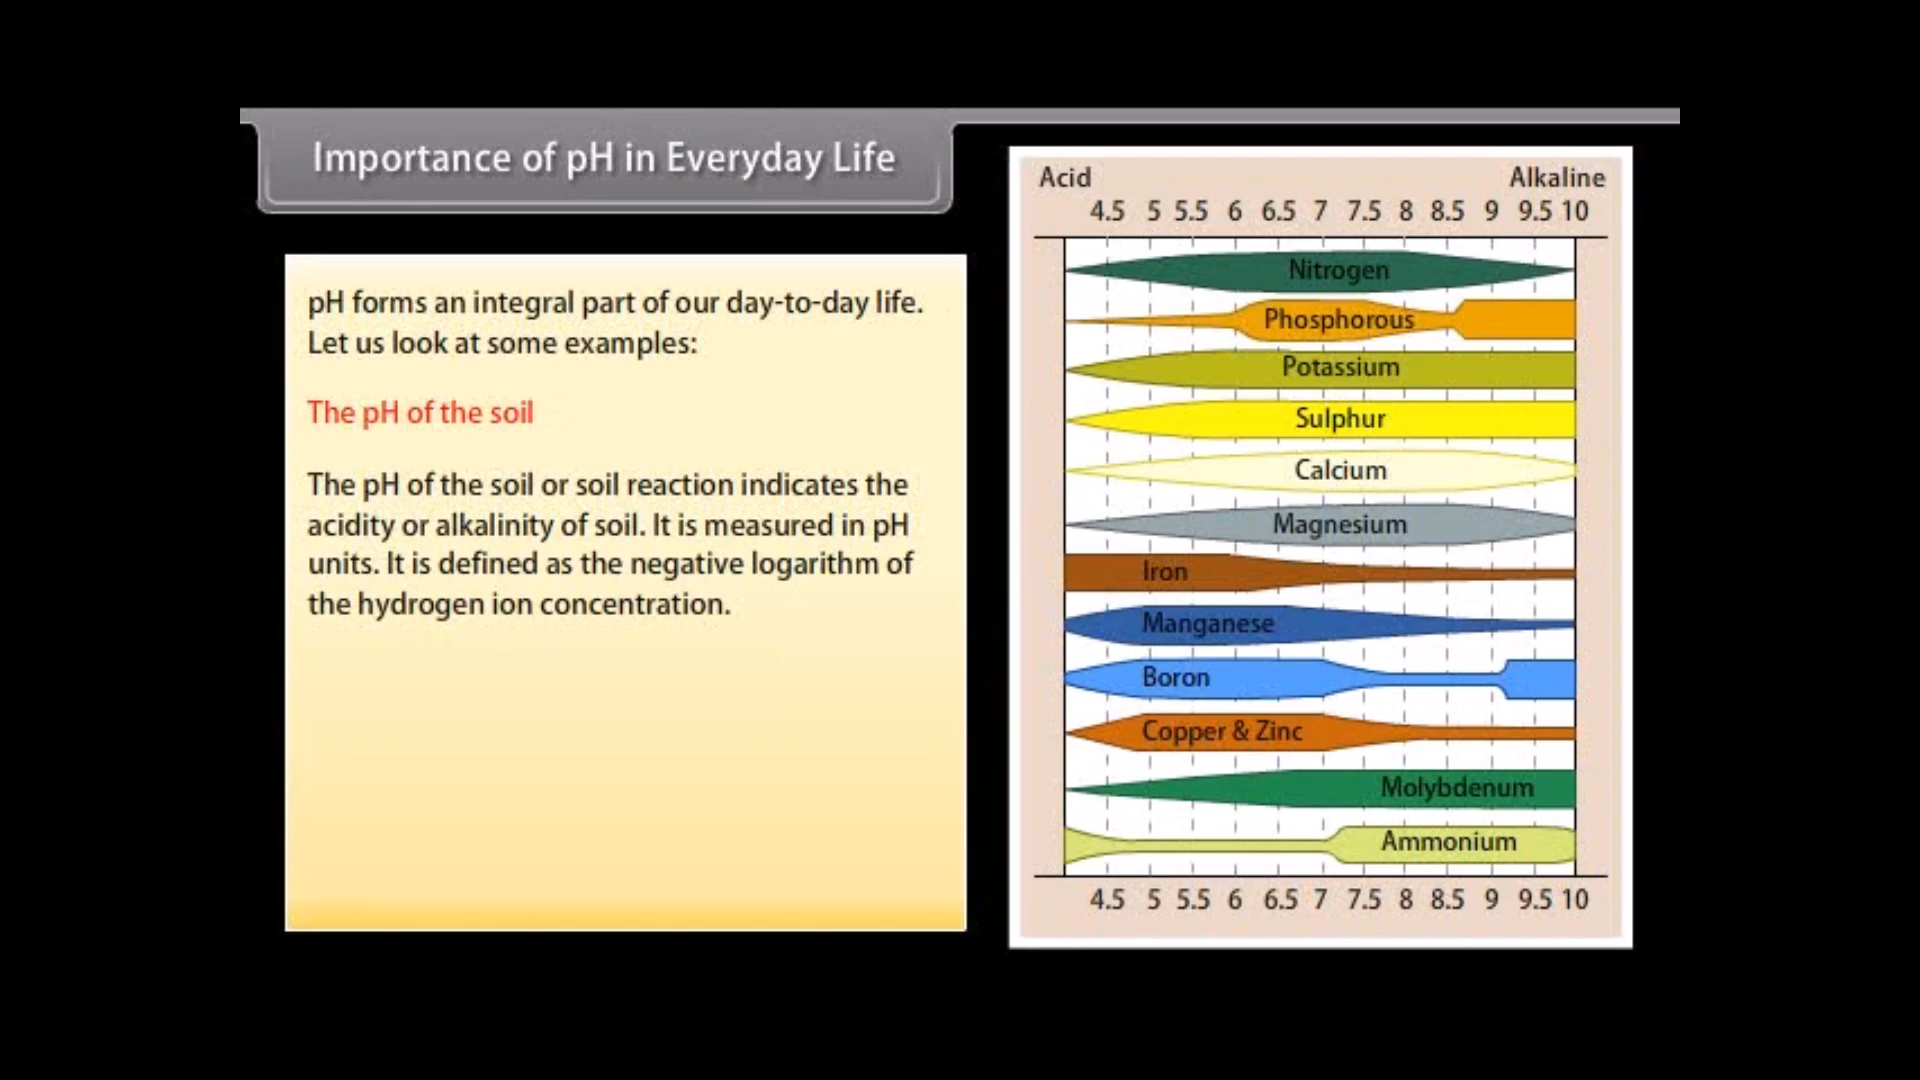 Importance of pH in Everyday Life
pH forms an integral part of our day-to-day life.
Let us look at some examples:
The pH of the soil
The pH of the soil or soil reaction indicates the
acidity or alkalinity of soil. It is measured in pH
units. It is defined as the negative logarithm of
the hydrogen ion concentration.
Acid Alkaline
4.5 5 5.5 6 6.5 7 7.5 8 8.5 9 9.5 10
Nitrogen
Phosphorous
Potassium
Sulphur
Calcium
Magnesium
Iron
Manganese
Boron
Copper & Zinc
Molybdenum
Ammonium
4.5 5 5.5 6 6.5 7 7.5 8 8.5 9 9.5 10